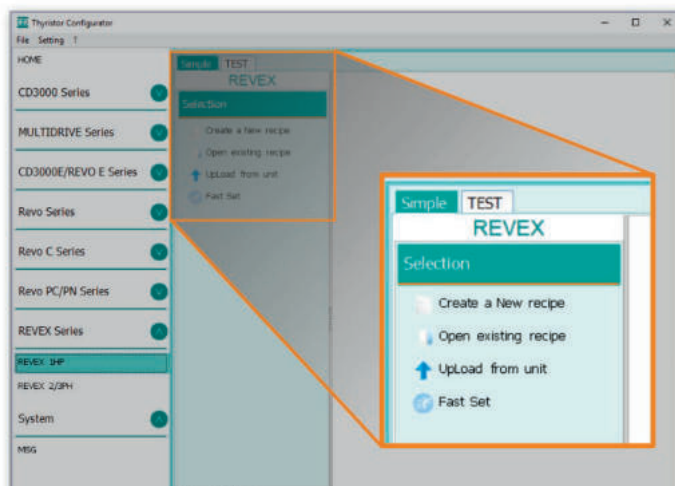 Thyristor Configurator
File Setting ?
HOME
CD3000 Series
MULTIDRIVE Series
CD3000E/REVO E Series
Revo Series
Revo C Series
Revo PC/PN Series
REVEX Series
REVEX 1HP
REVEX 2/3PH
System
MSG
Simple TEST
REVEX
Selection
Create a New recipe
Open existing recipe
UpLoad from unit
Fast Set
Simple TEST
REVEX
Selection
Create a New recipe
Open existing recipe
UpLoad from unit
Fast Set